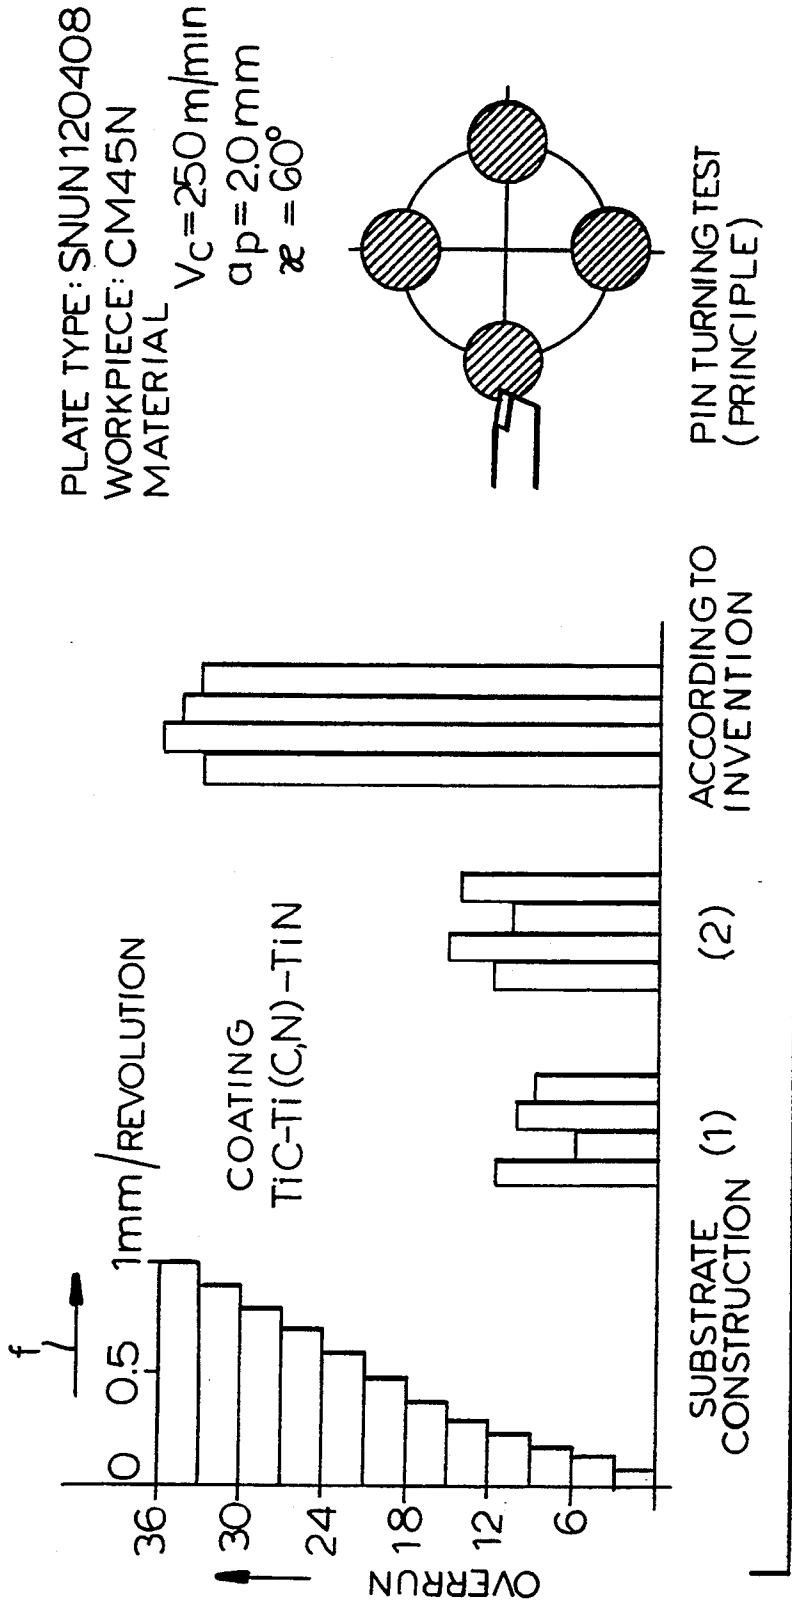 f
0 0.5 1mm/REVOLUTION
36
30
24
18
12
6
OVERRUN
COATING
TiC-Ti(C,N)-TiN
SUBSTRATE
CONSTRUCTION
(1)
(2)
ACCORDING TO
INVENTION
PLATE TYPE: SNUN120408
WORKPIECE: CM45N
MATERIAL
Vc=250 m/min
ap=2.0 mm
ϰ=60°
PIN TURNING TEST
(PRINCIPLE)